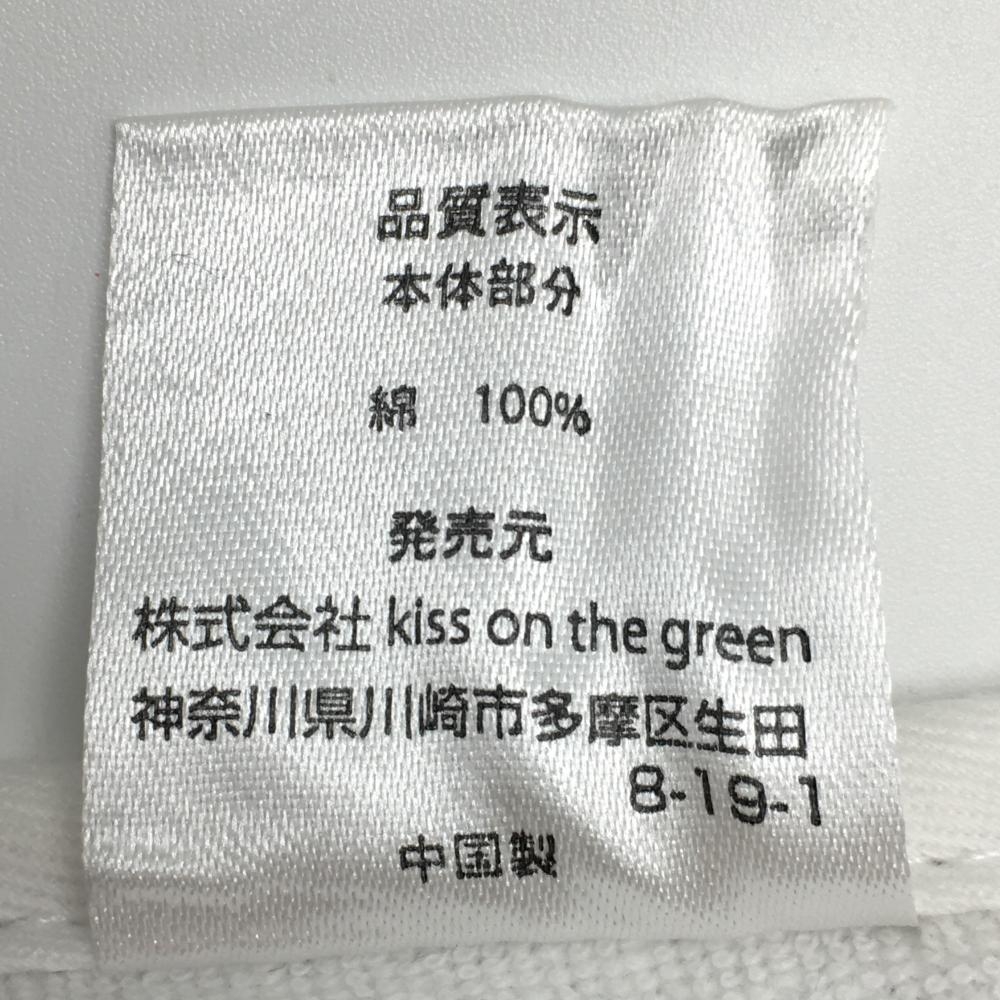 品質表示
本体部分
綿　100%
発売元
株式会社 kiss on the green
神奈川県川崎市多摩区生田
8-19-1
中国製